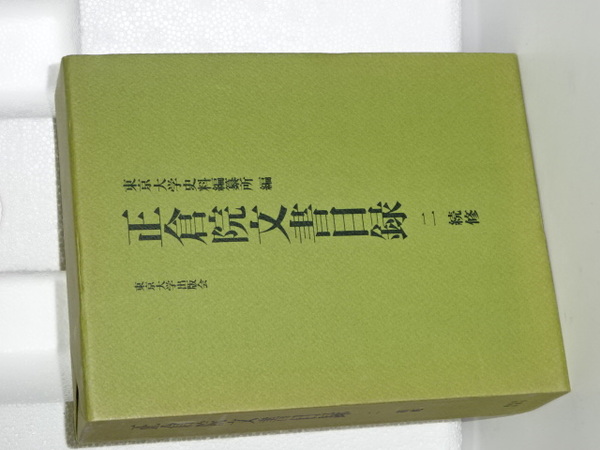 東京大学史料編纂所 編
正倉院文書目録 二 続修
東京大学出版会